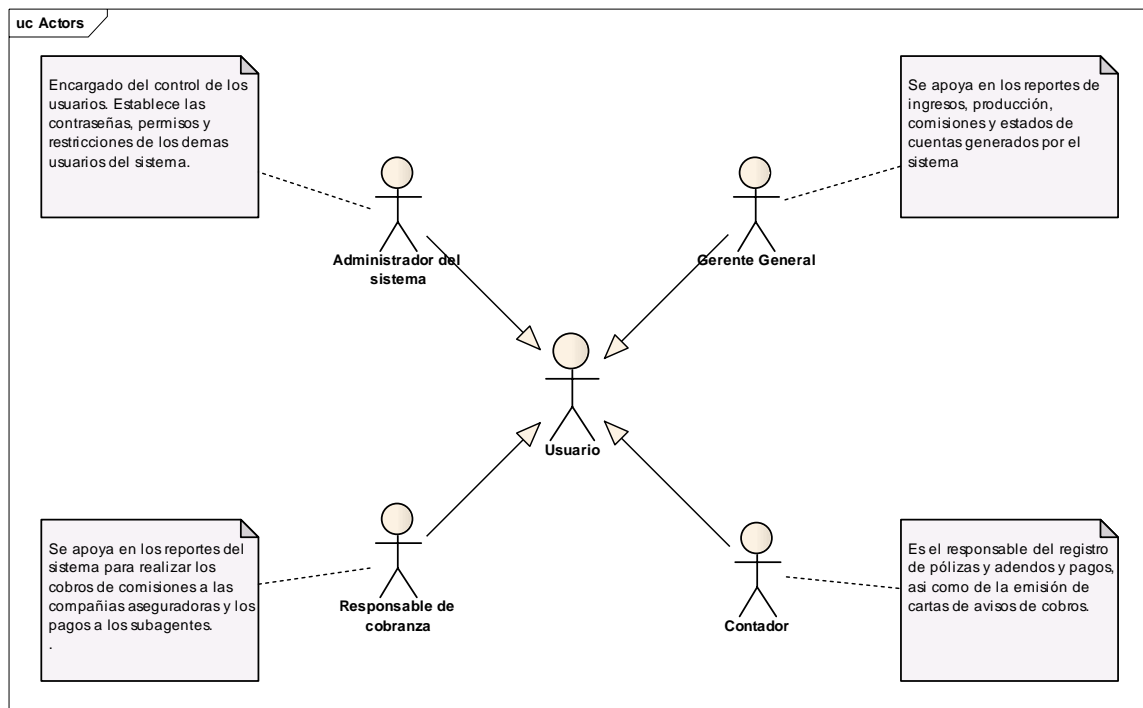 uc Actors
Encargado del control de los
usuarios. Establece las
contraseñas, permisos y
restricciones de los demas
usuarios del sistema.
Se apoya en los reportes de
ingresos, producción,
comisiones y estados de
cuentas generados por el
sistema
Administrador del
sistema
Gerente General
Usuario
Se apoya en los reportes del
sistema para realizar los
cobros de comisiones a las
compañias aseguradoras y los
pagos a los subagentes.
.
Responsable de
cobranza
Contador
Es el responsable del registro
de pólizas y adendos y pagos,
asi como de la emisión de
cartas de avisos de cobros.